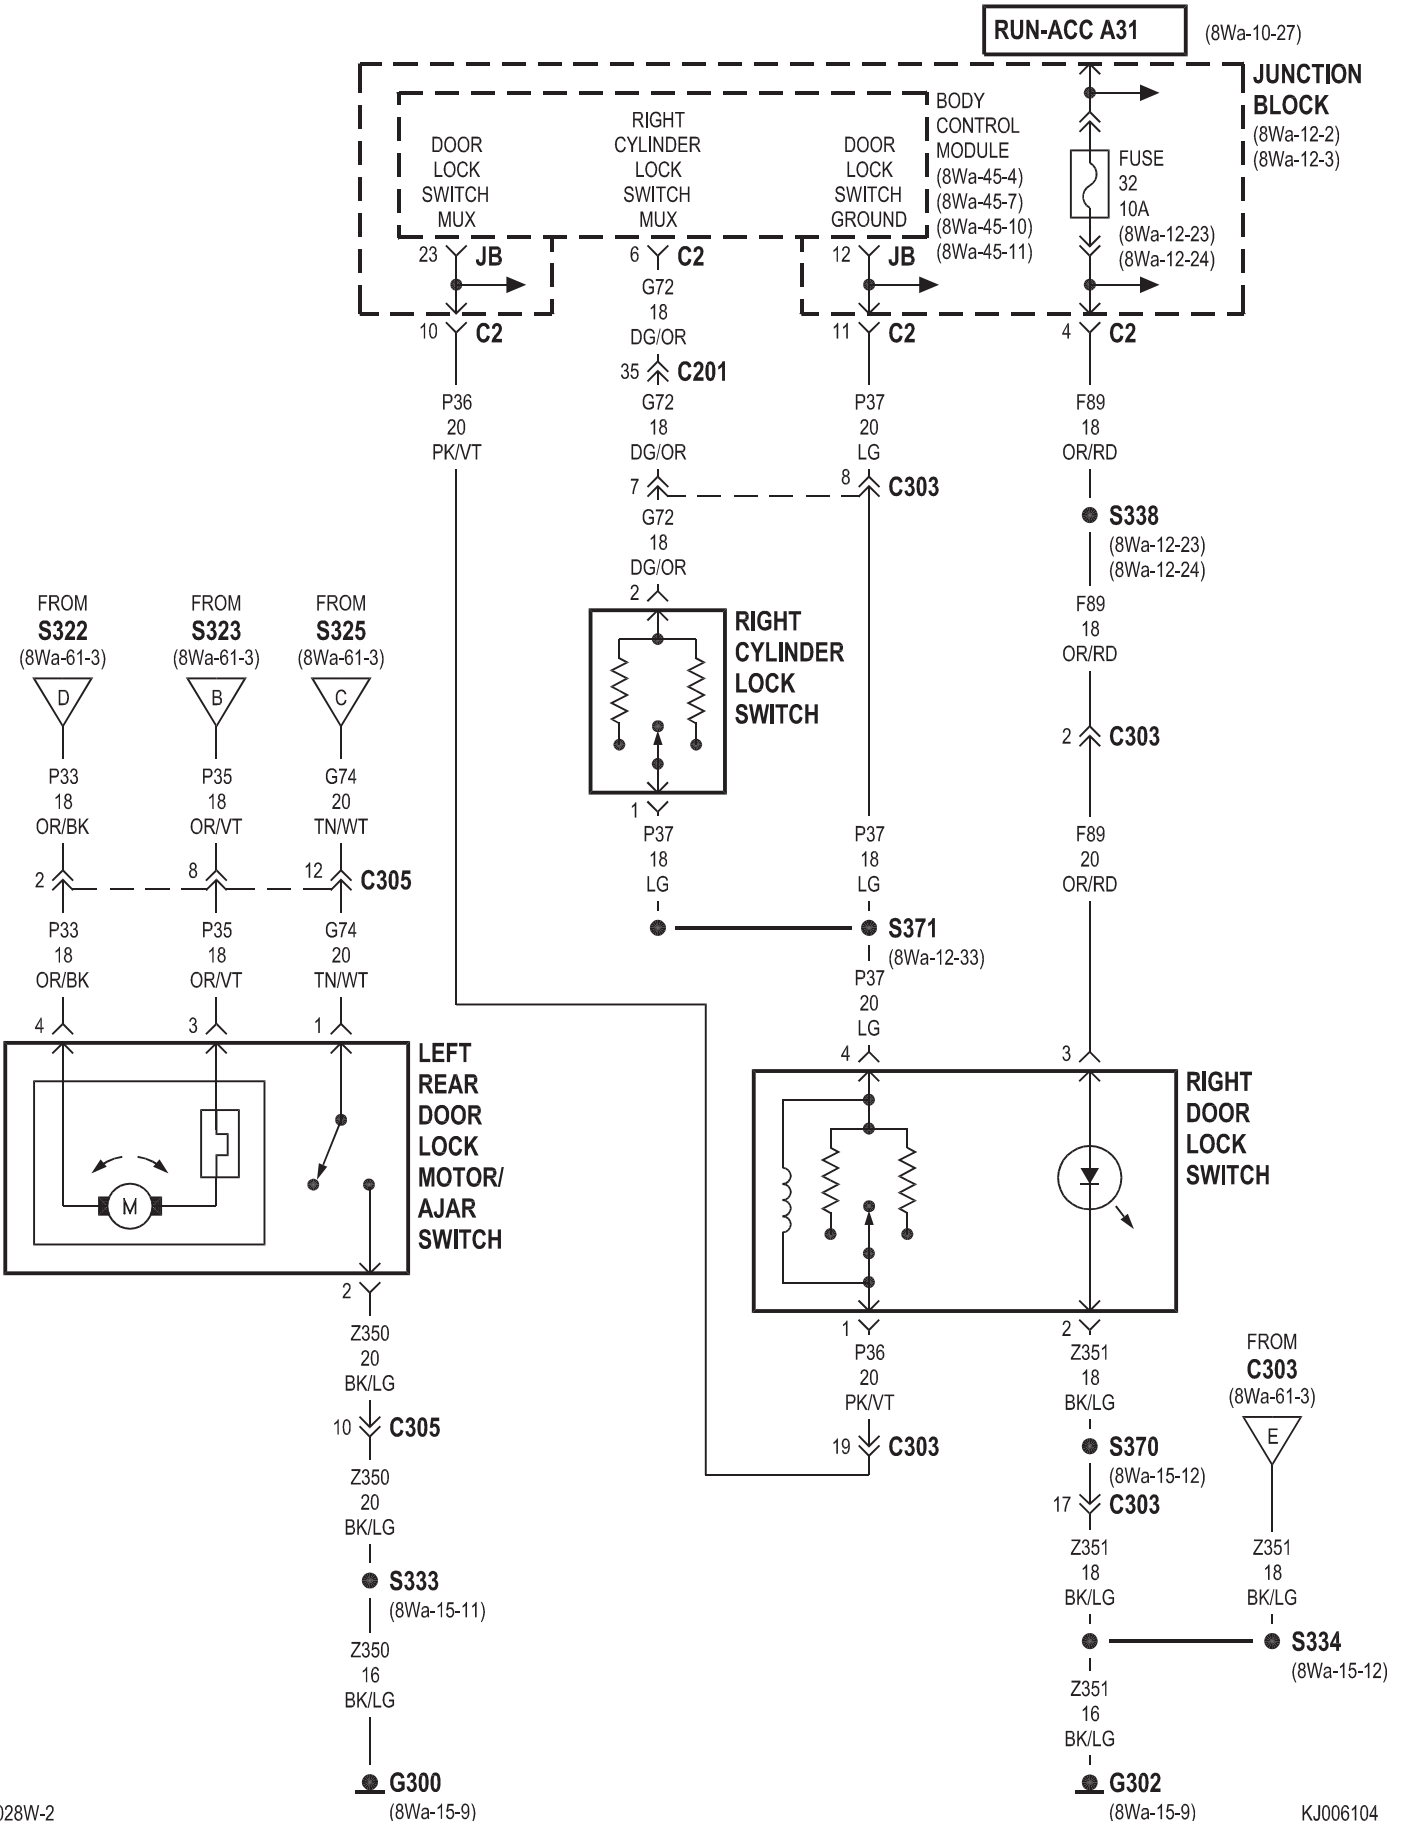 RUN-ACC A31
(8Wa-10-27)
JUNCTION
BLOCK
(8Wa-12-2)
(8Wa-12-3)
BODY
CONTROL
MODULE
(8Wa-45-4)
(8Wa-45-7)
(8Wa-45-10)
(8Wa-45-11)
DOOR
LOCK
SWITCH
MUX
RIGHT
CYLINDER
LOCK
SWITCH
MUX
DOOR
LOCK
SWITCH
GROUND
FUSE
32
10A
(8Wa-12-23)
(8Wa-12-24)
23 JB
6 C2
12 JB
10 C2
11 C2
4 C2
G72
18
DG/OR
35 C201
P36
20
PK/VT
G72
18
DG/OR
P37
20
LG
F89
18
OR/RD
7
8 C303
S338
(8Wa-12-23)
(8Wa-12-24)
G72
18
DG/OR
2
F89
18
OR/RD
RIGHT
CYLINDER
LOCK
SWITCH
1
2 C303
FROM
S322
(8Wa-61-3)
D
FROM
S323
(8Wa-61-3)
B
FROM
S325
(8Wa-61-3)
C
P33
18
OR/BK
P35
18
OR/VT
G74
20
TN/WT
P37
18
LG
P37
18
LG
F89
20
OR/RD
2
8
12 C305
P33
18
OR/BK
P35
18
OR/VT
G74
20
TN/WT
S371
(8Wa-12-33)
P37
20
LG
4
3
1
4
3
LEFT
REAR
DOOR
LOCK
MOTOR/
AJAR
SWITCH
M
RIGHT
DOOR
LOCK
SWITCH
2
1
2
Z350
20
BK/LG
P36
20
PK/VT
Z351
18
BK/LG
FROM
C303
(8Wa-61-3)
E
10 C305
19 C303
S370
(8Wa-15-12)
17 C303
Z350
20
BK/LG
Z351
18
BK/LG
Z351
18
BK/LG
S333
(8Wa-15-11)
S334
(8Wa-15-12)
Z350
16
BK/LG
Z351
16
BK/LG
G300
(8Wa-15-9)
G302
(8Wa-15-9)
028W-2
KJ006104